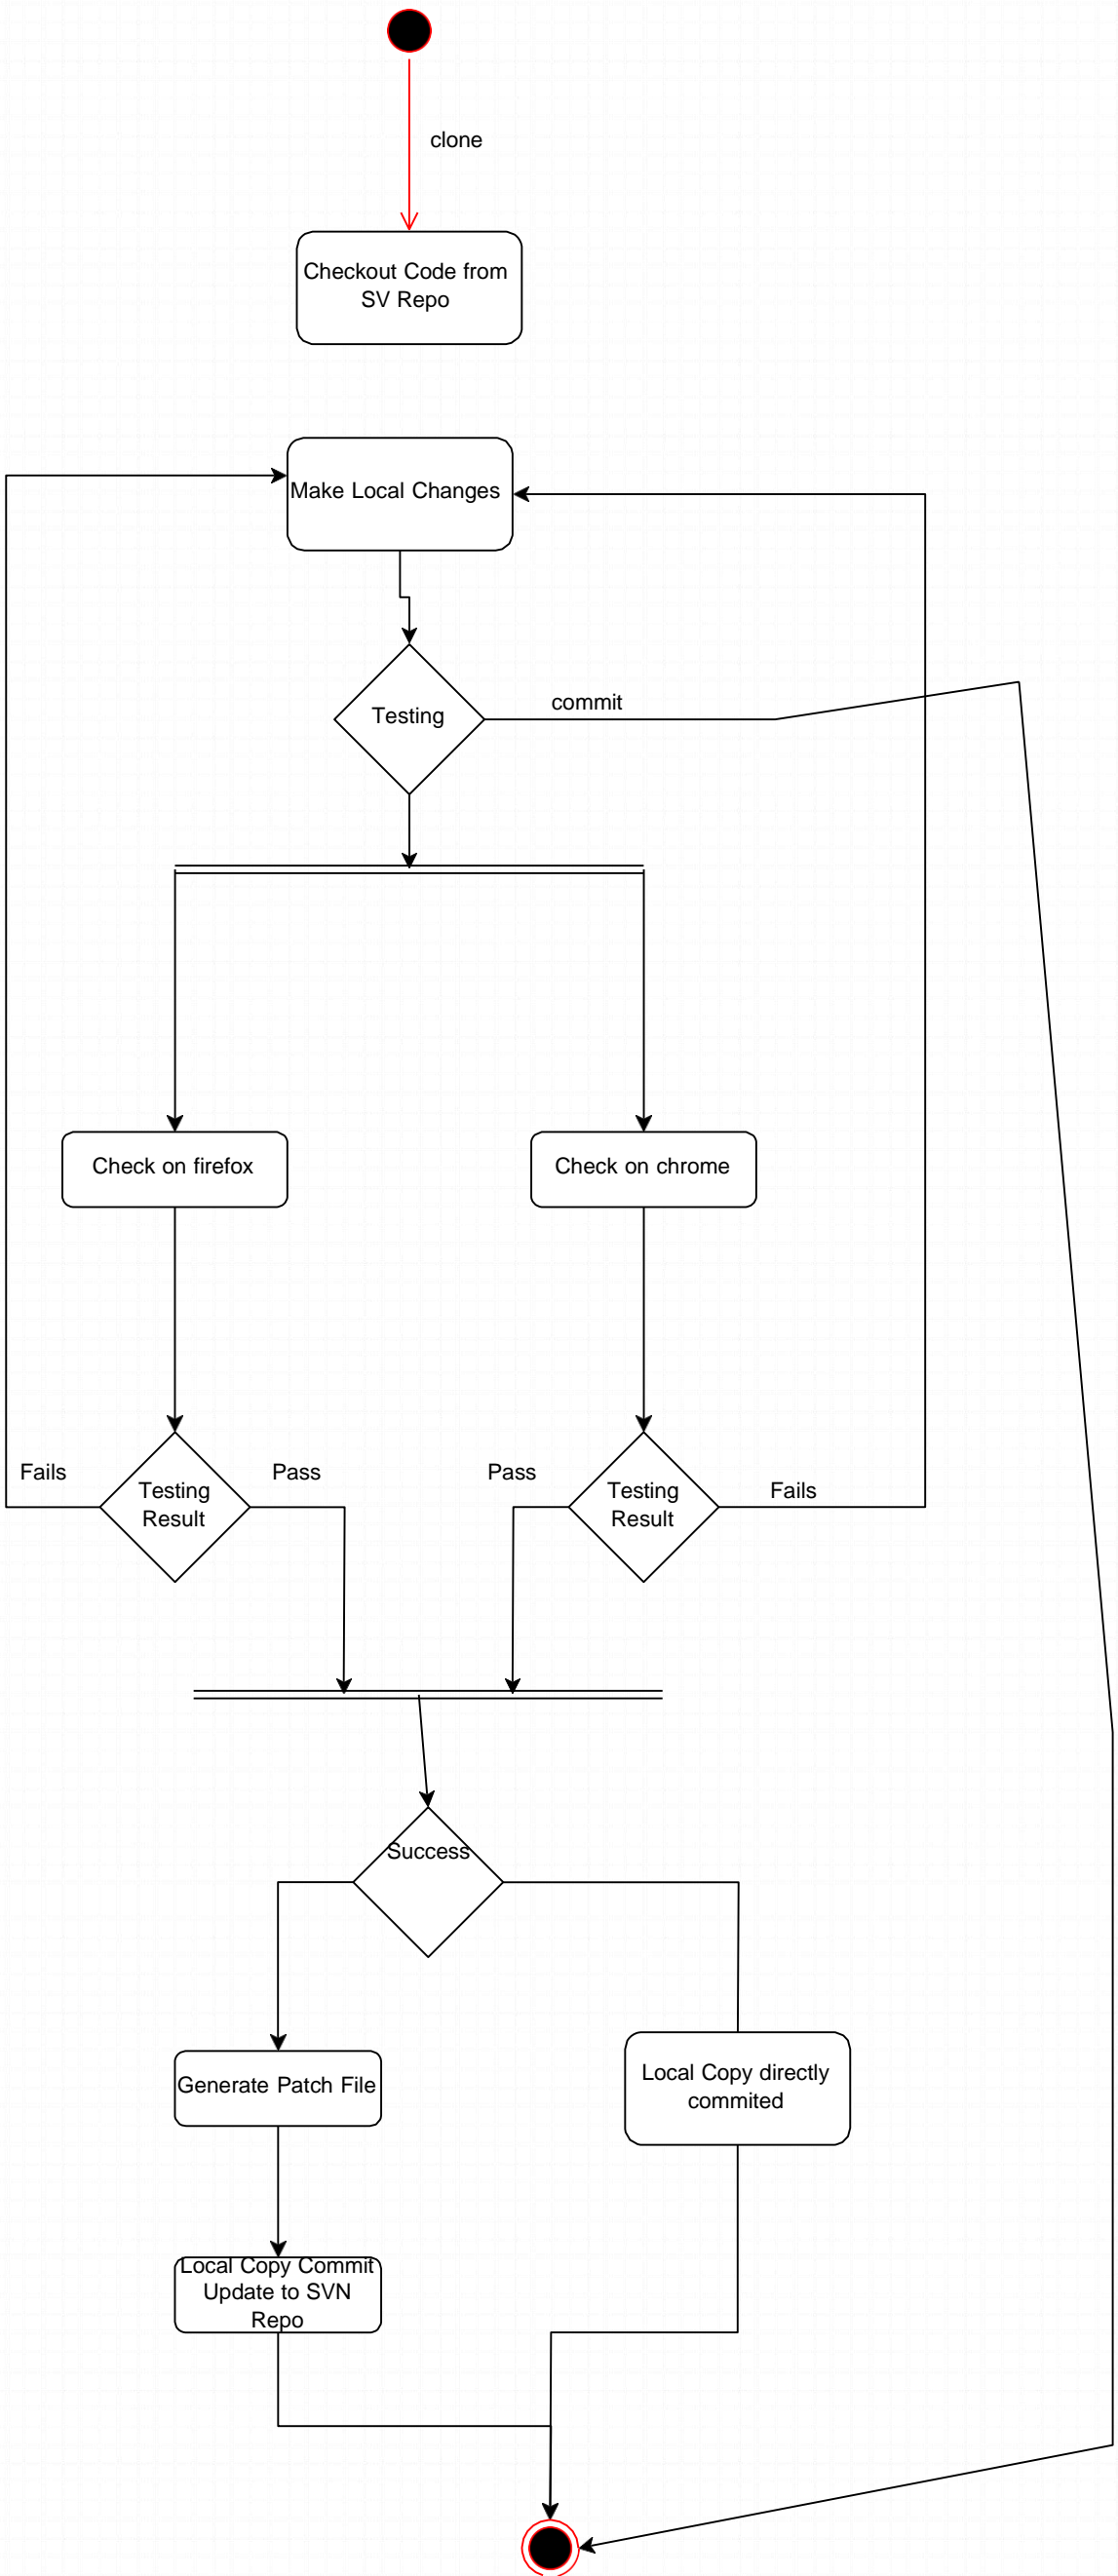 clone
Checkout Code from
SV Repo
Make Local Changes
Testing
commit
Check on firefox
Check on chrome
Fails
Testing
Result
Pass
Pass
Testing
Result
Fails
Success
Generate Patch File
Local Copy directly
commited
Local Copy Commit
Update to SVN
Repo